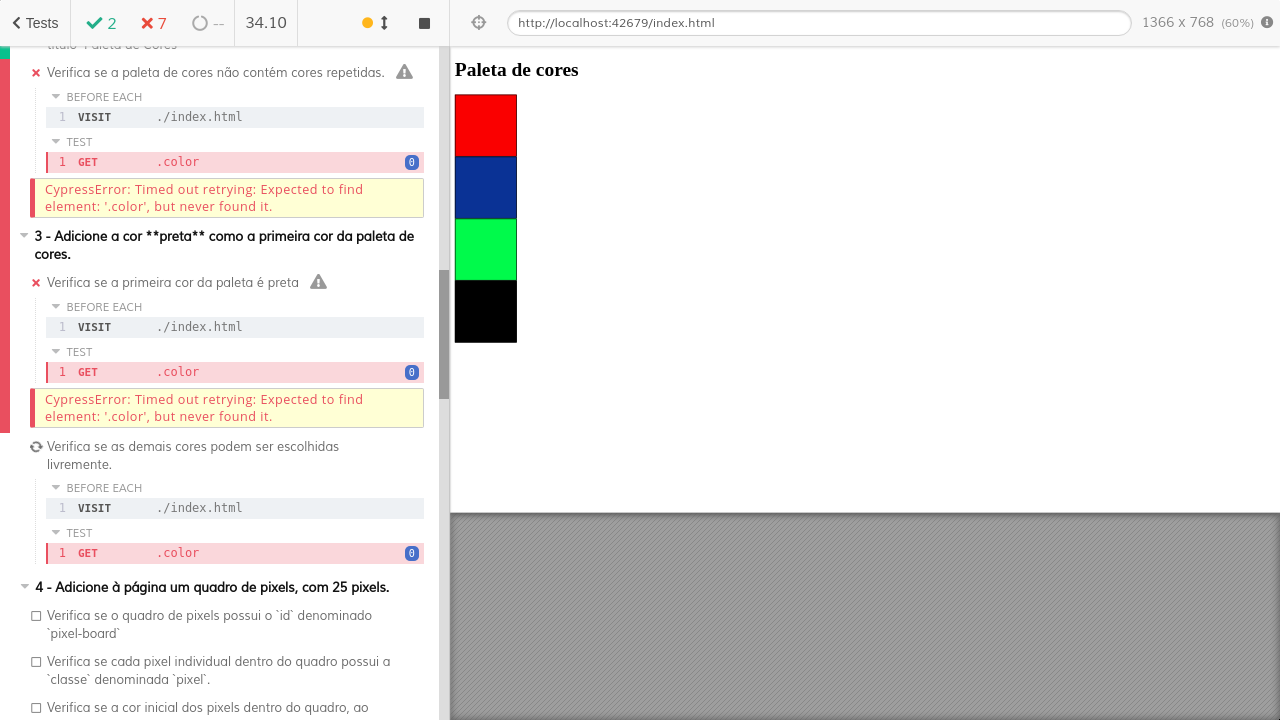 Tests
2
7
--
34.10
http://localhost:42679/index.html
1366 x 768 (60%)
título "Paleta de Cores"
Verifica se a paleta de cores não contém cores repetidas.
BEFORE EACH
1 VISIT ./index.html
TEST
1 GET .color 0
CypressError: Timed out retrying: Expected to find
element: '.color', but never found it.
3 - Adicione a cor **preta** como a primeira cor da paleta de
cores.
Verifica se a primeira cor da paleta é preta
BEFORE EACH
1 VISIT ./index.html
TEST
1 GET .color 0
CypressError: Timed out retrying: Expected to find
element: '.color', but never found it.
Verifica se as demais cores podem ser escolhidas
livremente.
BEFORE EACH
1 VISIT ./index.html
TEST
1 GET .color 0
4 - Adicione à página um quadro de pixels, com 25 pixels.
Verifica se o quadro de pixels possui o `id` denominado
`pixel-board`
Verifica se cada pixel individual dentro do quadro possui a
`classe` denominada `pixel`.
Verifica se a cor inicial dos pixels dentro do quadro, ao
Paleta de cores